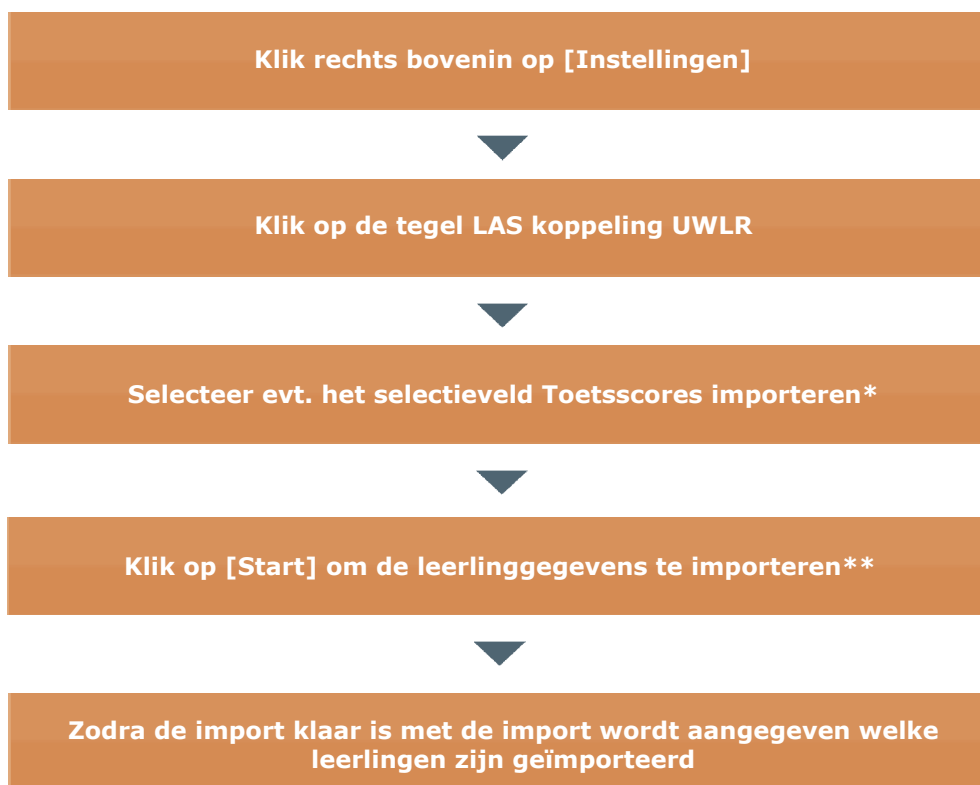 Klik rechts bovenin op [Instellingen]
Klik op de tegel LAS koppeling UWLR
Selecteer evt. het selectieveld Toetsscores importeren*
Klik op [Start] om de leerlinggegevens te importeren**
Zodra de import klaar is met de import wordt aangegeven welke
leerlingen zijn geïmporteerd